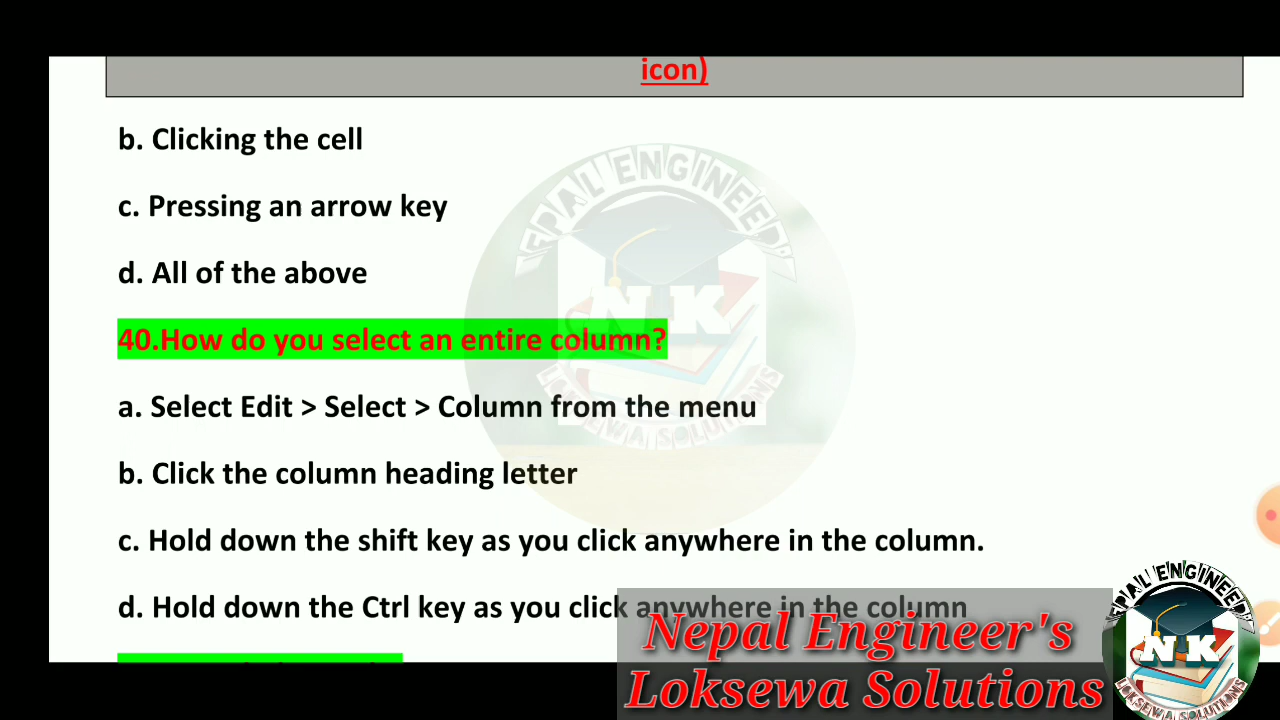 icon)
b. Clicking the cell
c. Pressing an arrow key
d. All of the above
40.How do you select an entire column?
a. Select Edit > Select > Column from the menu
b. Click the column heading letter
c. Hold down the shift key as you click anywhere in the column.
d. Hold down the Ctrl key as you click anywhere in the column
Nepal Engineer's
Loksewa Solutions
NK
LOKSEWA SOLUTIONS